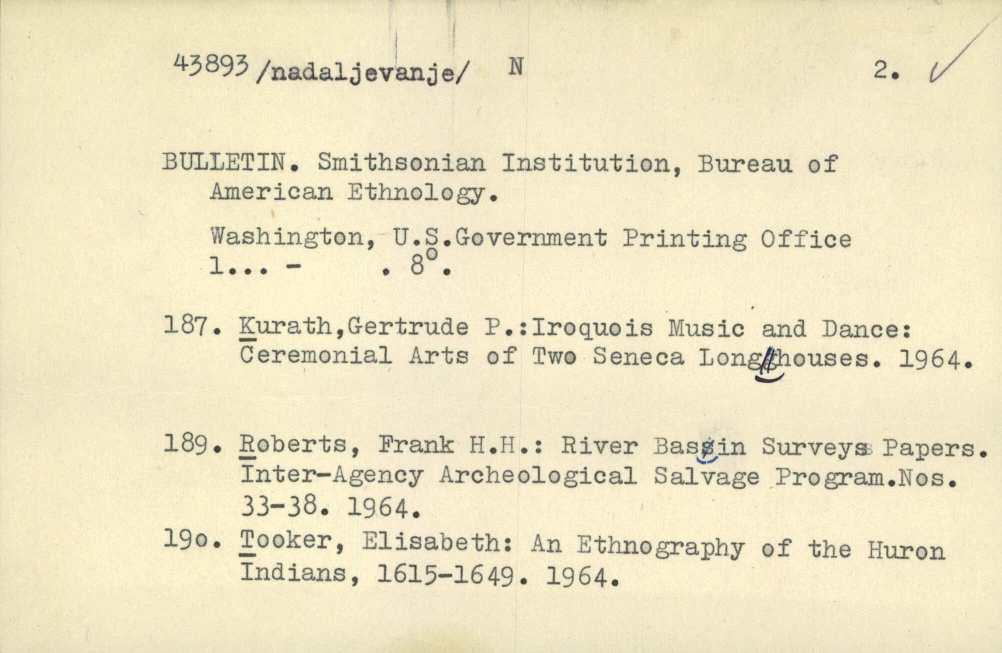 43893 /nadaljevanje/ N 2. ✓
BULLETIN. Smithsonian Institution, Bureau of
American Ethnology.
Washington, U.S.Government Printing Office
1... - . 8°.
187. Kurath,Gertrude P.:Iroquois Music and Dance:
Ceremonial Arts of Two Seneca Longhouses. 1964.
189. Roberts, Frank H.H.: River Basin Surveys Papers.
Inter-Agency Archeological Salvage Program.Nos.
33-38. 1964.
19o. Tooker, Elisabeth: An Ethnography of the Huron
Indians, 1615-1649. 1964.